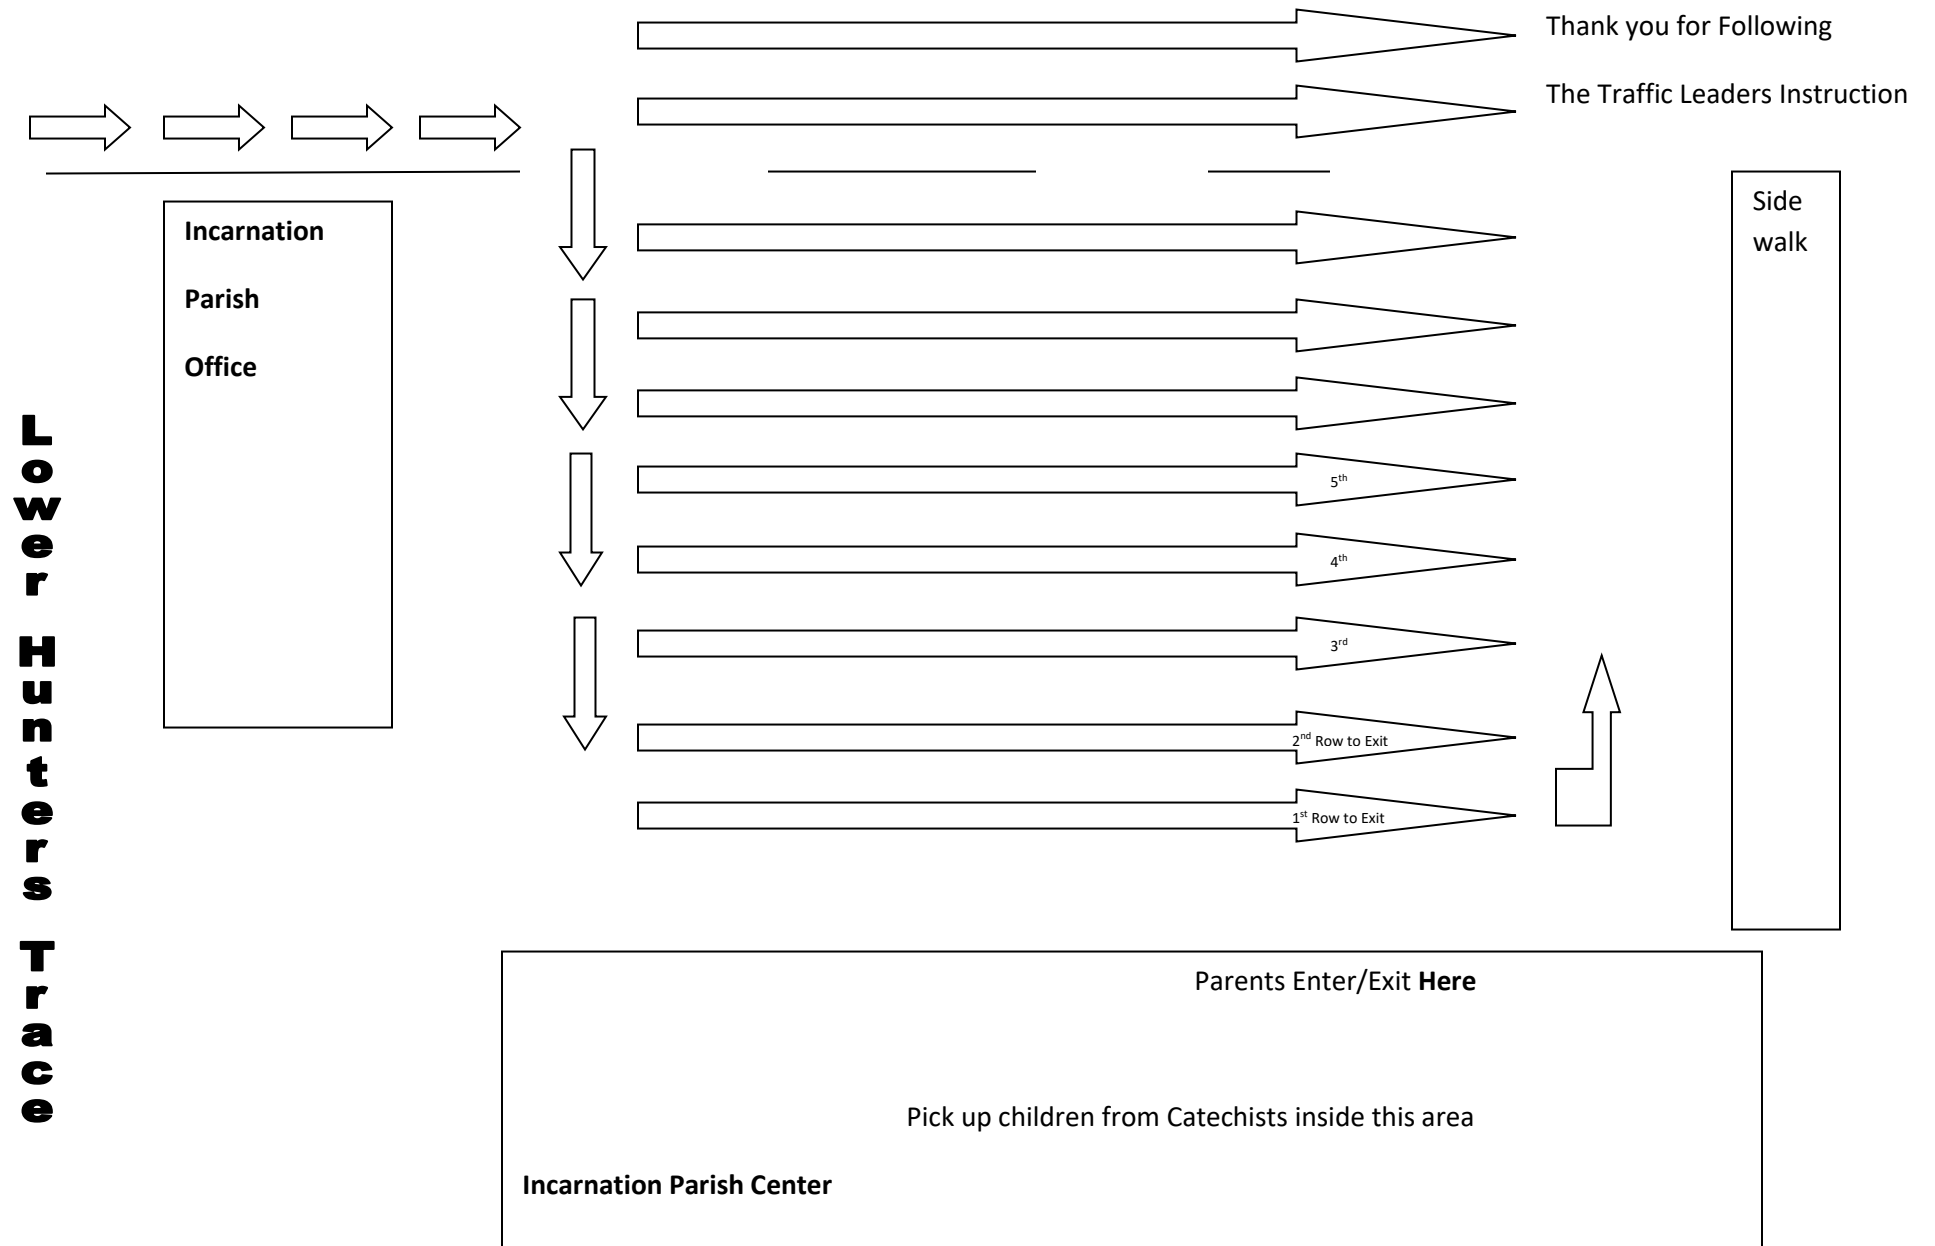 Thank you for Following
The Traffic Leaders Instruction
Side
walk
Incarnation
Parish
Office
Lower Hunters Trace
5th
4th
3rd
2nd Row to Exit
1st Row to Exit
Parents Enter/Exit Here
Pick up children from Catechists inside this area
Incarnation Parish Center